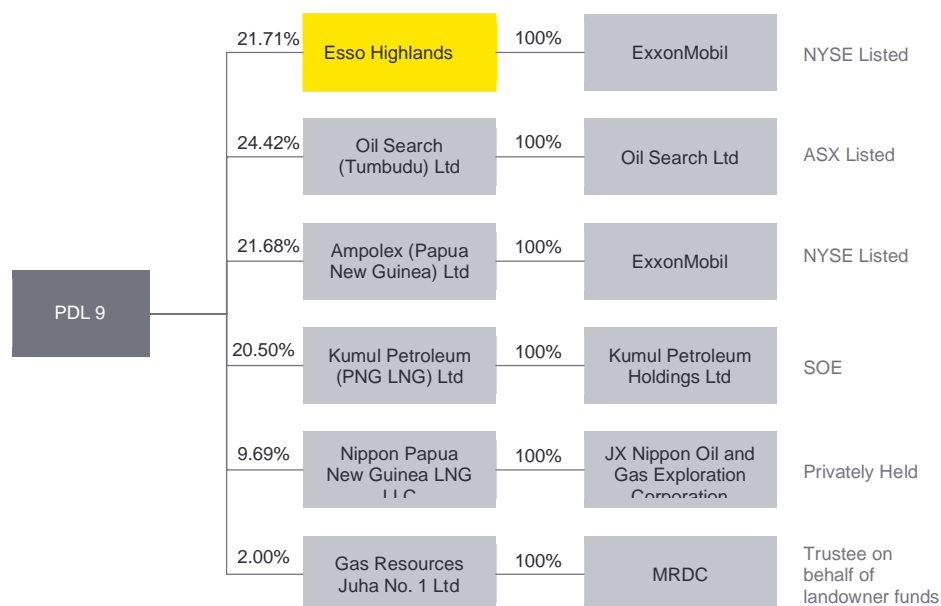 21.71%
Esso Highlands
100%
ExxonMobil
NYSE Listed
24.42%
Oil Search
(Tumbudu) Ltd
100%
Oil Search Ltd
ASX Listed
21.68%
Ampolex (Papua
New Guinea) Ltd
100%
ExxonMobil
NYSE Listed
PDL 9
20.50%
Kumul Petroleum
(PNG LNG) Ltd
100%
Kumul Petroleum
Holdings Ltd
SOE
9.69%
Nippon Papua
New Guinea LNG
LLC
100%
JX Nippon Oil and
Gas Exploration
Corporation
Privately Held
2.00%
Gas Resources
Juha No. 1 Ltd
100%
MRDC
Trustee on
behalf of
landowner funds